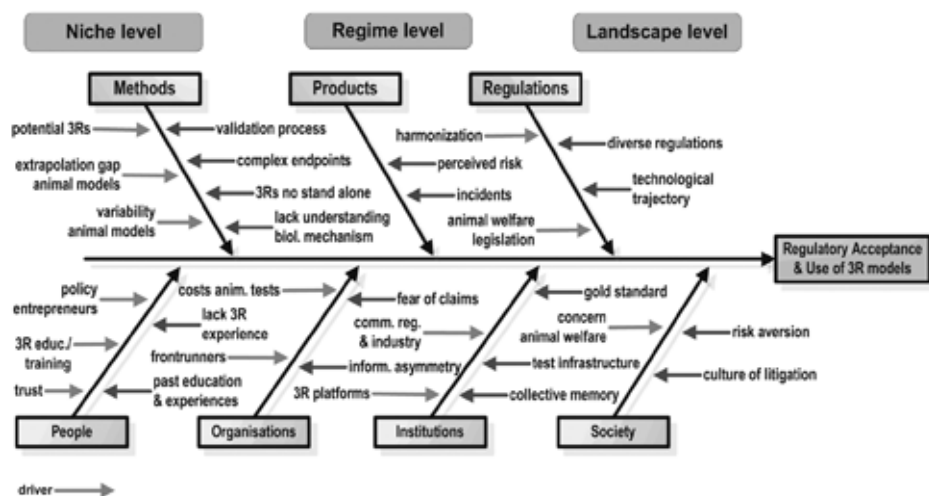 Niche level
Regime level
Landscape level
Methods
Products
Regulations
potential 3Rs
validation process
harmonization
diverse regulations
extrapolation gap
animal models
complex endpoints
perceived risk
technological
trajectory
3Rs no stand alone
incidents
variability
animal models
lack understanding
biol. mechanism
animal welfare
legislation
Regulatory Acceptance
& Use of 3R models
policy
entrepreneurs
costs anim. tests
fear of claims
gold standard
lack 3R
experience
comm. reg.
& industry
concern
animal welfare
risk aversion
3R educ./
training
frontrunners
inform. asymmetry
test infrastructure
culture of litigation
trust
past education
& experiences
3R platforms
collective memory
People
Organisations
Institutions
Society
driver